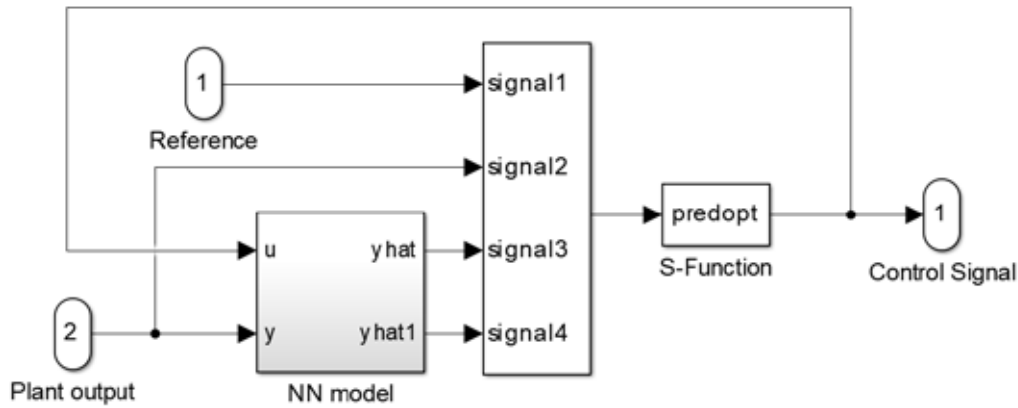 1
Reference
2
Plant output
u
y
y hat
y hat1
NN model
signal1
signal2
signal3
signal4
predopt
S-Function
1
Control Signal